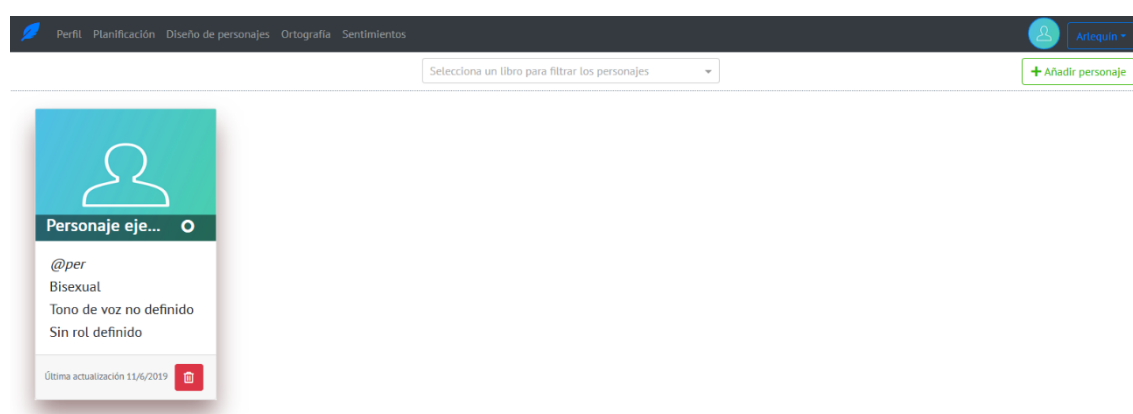 Perfil Planificación Diseño de personajes Ortografía Sentimientos Arlequin
Selecciona un libro para filtrar los personajes
Añadir personaje
Personaje eje...
@per
Bisexual
Tono de voz no definido
Sin rol definido
Última actualización 11/6/2019